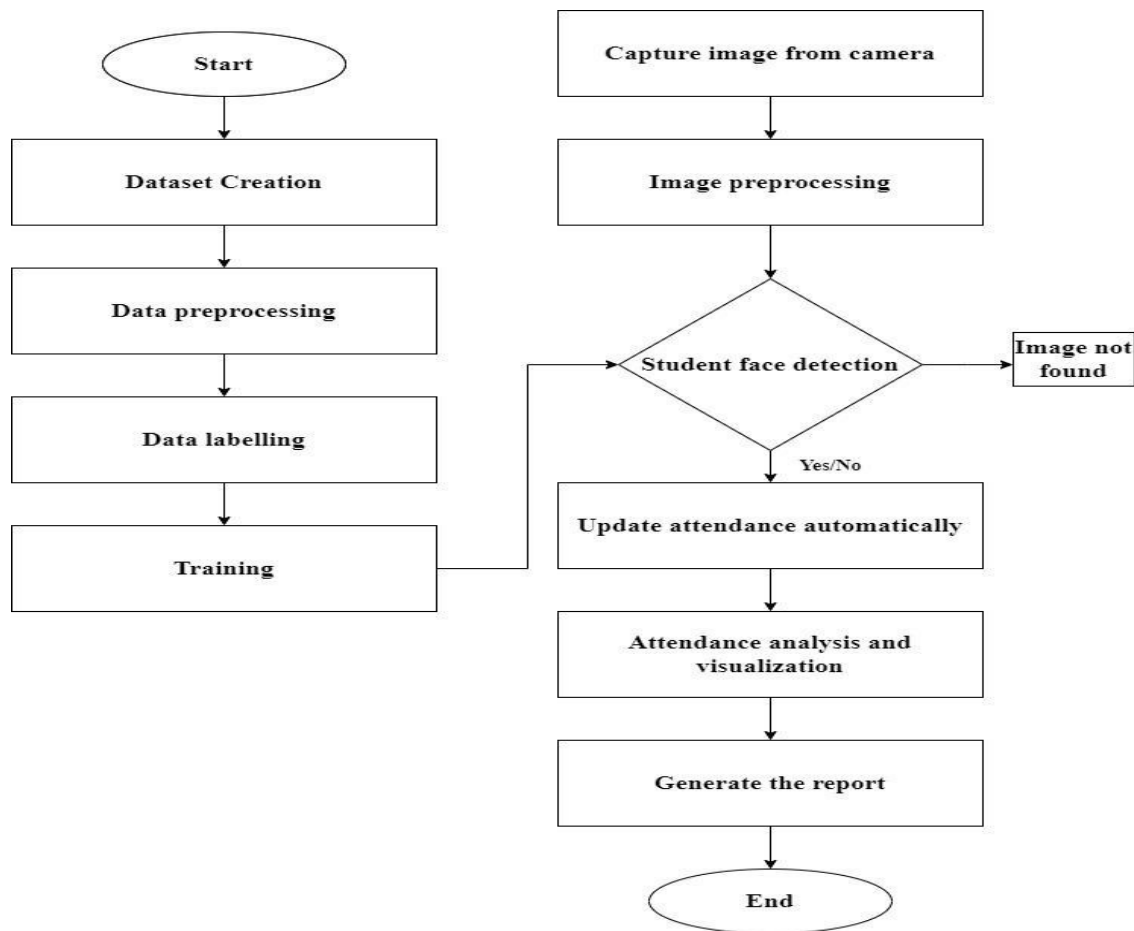 Start
Dataset Creation
Data preprocessing
Data labelling
Training
Capture image from camera
Image preprocessing
Student face detection
Image not
found
Yes/No
Update attendance automatically
Attendance analysis and
visualization
Generate the report
End